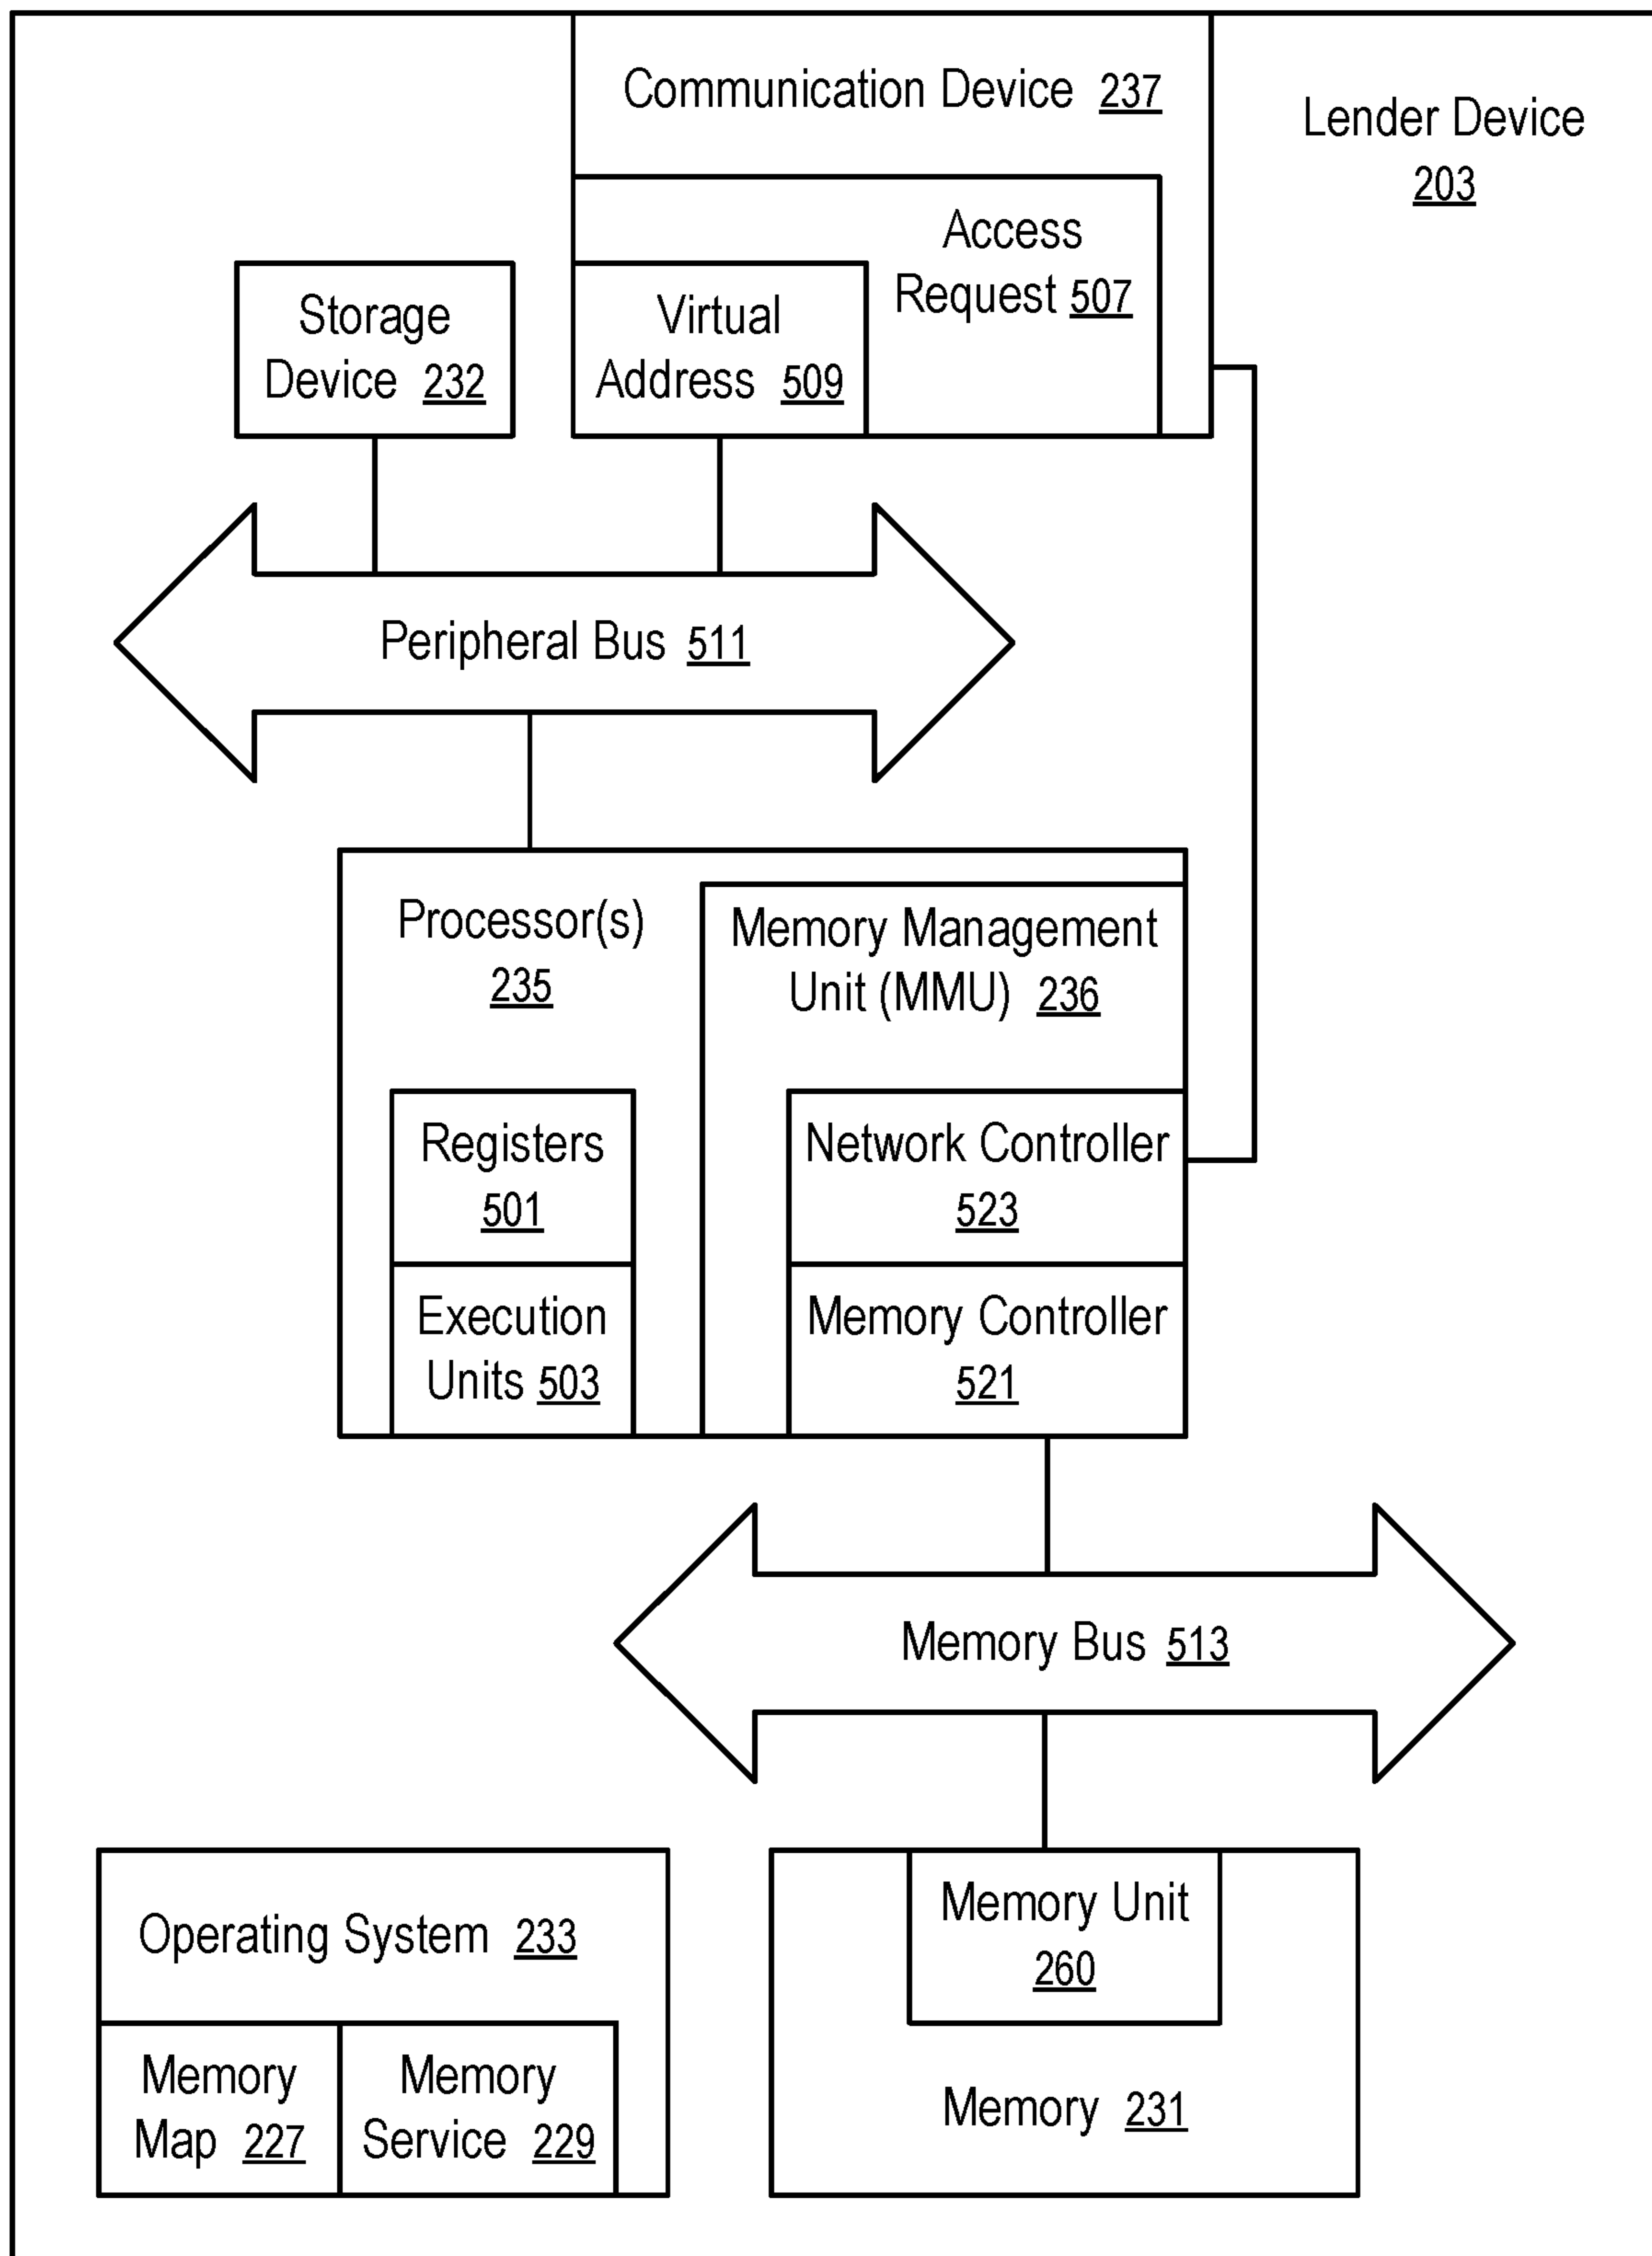 Communication Device 237
Lender Device
203
Access
Request 507
Storage
Device 232
Virtual
Address 509
Peripheral Bus 511
Processor(s)
235
Memory Management
Unit (MMU) 236
Registers
501
Network Controller
523
Execution
Units 503
Memory Controller
521
Memory Bus 513
Operating System 233
Memory
Map 227
Memory
Service 229
Memory Unit
260
Memory 231